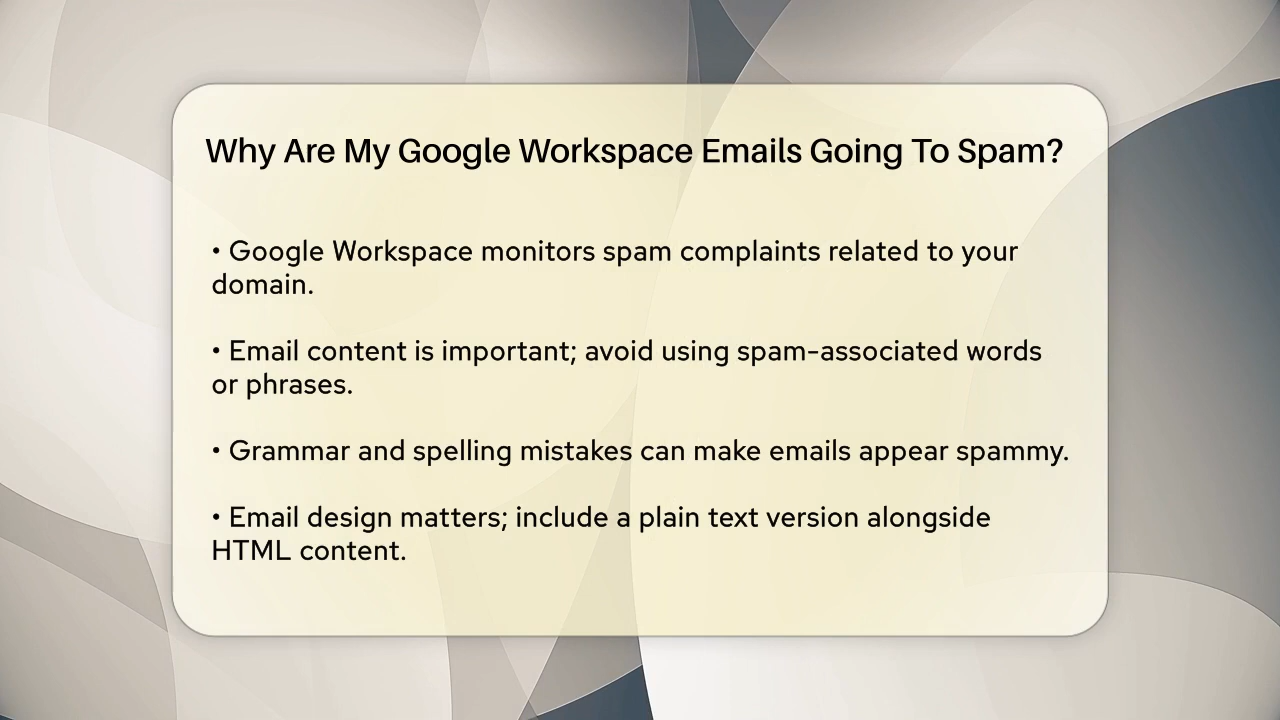 Why Are My Google Workspace Emails Going To Spam?
• Google Workspace monitors spam complaints related to your
domain.
• Email content is important; avoid using spam-associated words
or phrases.
• Grammar and spelling mistakes can make emails appear spammy.
• Email design matters; include a plain text version alongside
HTML content.